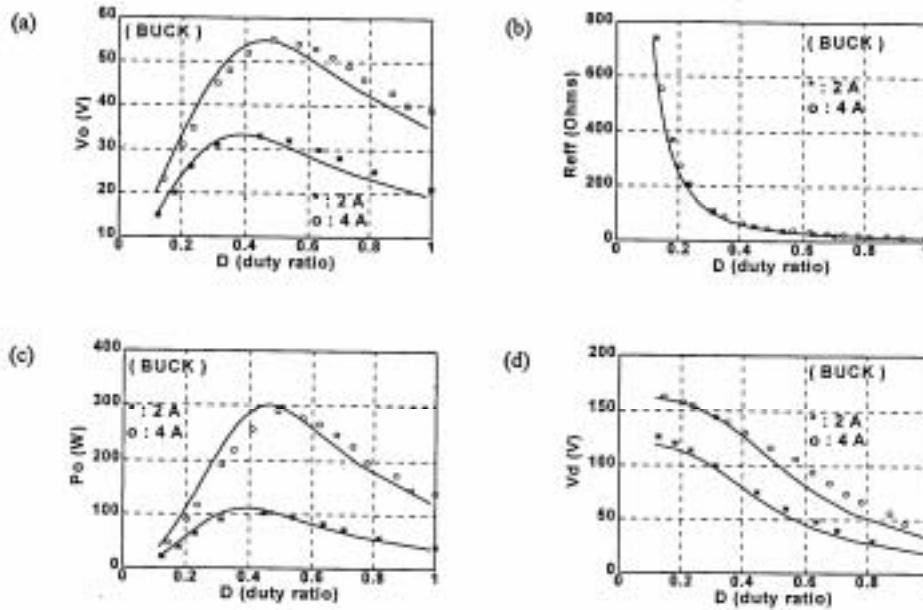 (a)
( BUCK )
60
50
40
30
20
10
Vo (V)
* : 2 A
o : 4 A
0 0.2 0.4 0.6 0.8 1
D (duty ratio)
(b)
( BUCK )
800
600
400
200
0
Reff (Ohms)
* : 2 A
o : 4 A
0 0.2 0.4 0.6 0.8
D (duty ratio)
(c)
( BUCK )
400
300
200
100
0
Po (W)
* : 2 A
o : 4 A
0 0.2 0.4 0.6 0.8 1
D (duty ratio)
(d)
( BUCK )
200
150
100
50
0
Vd (V)
* : 2 A
o : 4 A
0 0.2 0.4 0.6 0.8
D (duty ratio)